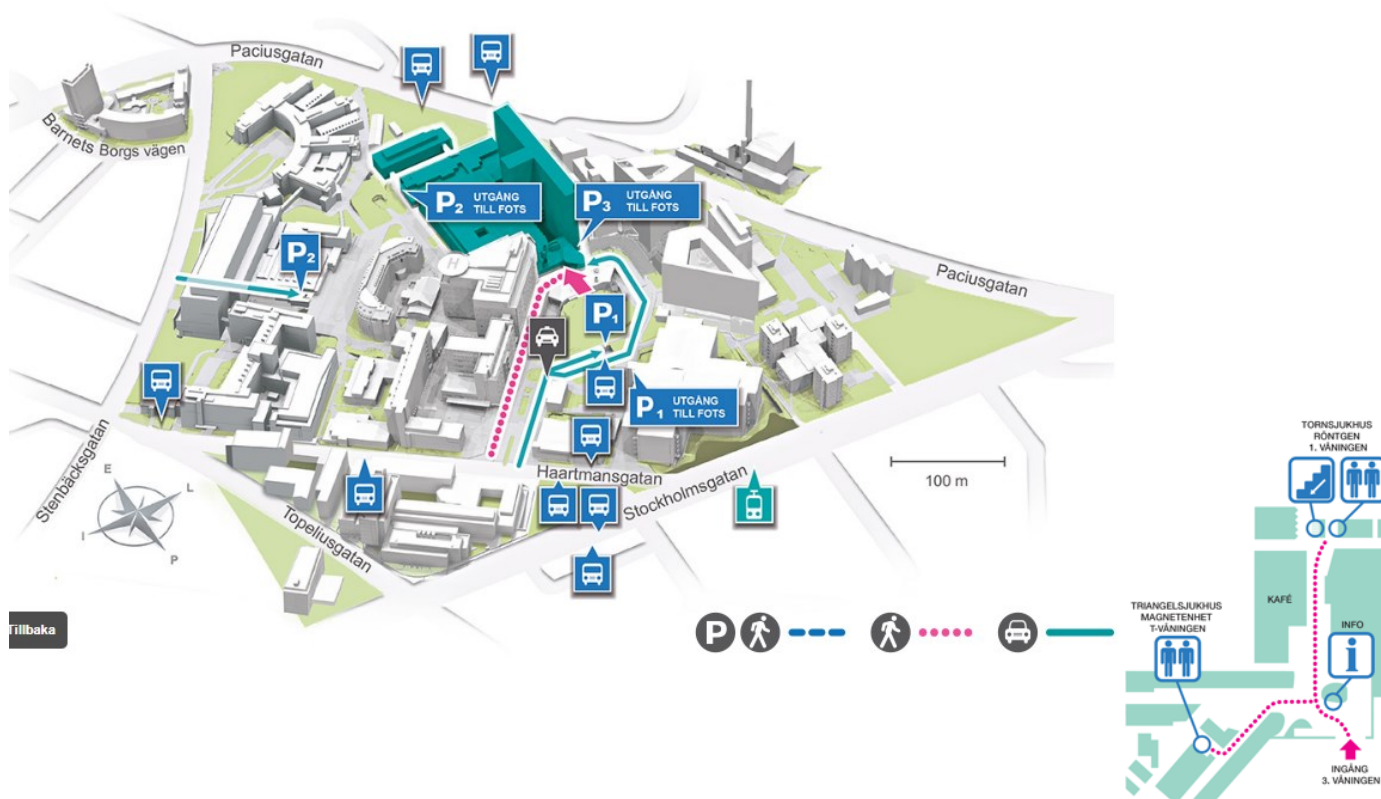 Paciusgatan
Barnets Borgs vägen
P2 UTGÅNG
TILL FOTS
P3 UTGÅNG
TILL FOTS
P2
H
Paciusgatan
P1
P1 UTGÅNG
TILL FOTS
Stenbäcksgatan
E
L
I
P
Topeliusgatan
Haartmansgatan
Stockholmsgatan
100 m
Tillbaka
P
TORNSJUKHUS
RÖNTGEN
1. VÅNINGEN
KAFÉ
TRIANGELSJUKHUS
MAGNETENHET
T-VÅNINGEN
INFO
i
INGÅNG
3. VÅNINGEN